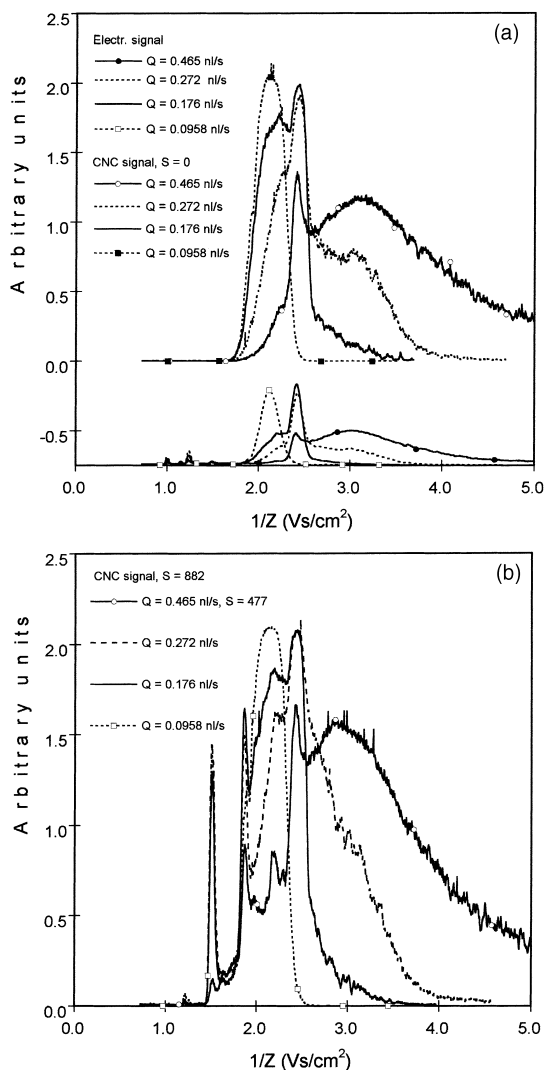 (a)
2.5
2.0
1.5
1.0
0.5
0.0
-0.5
Arbitrary units
Electr. signal
Q = 0.465 nl/s
Q = 0.272 nl/s
Q = 0.176 nl/s
Q = 0.0958 nl/s
CNC signal, S = 0
Q = 0.465 nl/s
Q = 0.272 nl/s
Q = 0.176 nl/s
Q = 0.0958 nl/s
0.0 1.0 2.0 3.0 4.0 5.0
1/Z (Vs/cm²)
(b)
2.5
2.0
1.5
1.0
0.5
0.0
Arbitrary units
CNC signal, S = 882
Q = 0.465 nl/s, S = 477
Q = 0.272 nl/s
Q = 0.176 nl/s
Q = 0.0958 nl/s
0.0 1.0 2.0 3.0 4.0 5.0
1/Z (Vs/cm²)